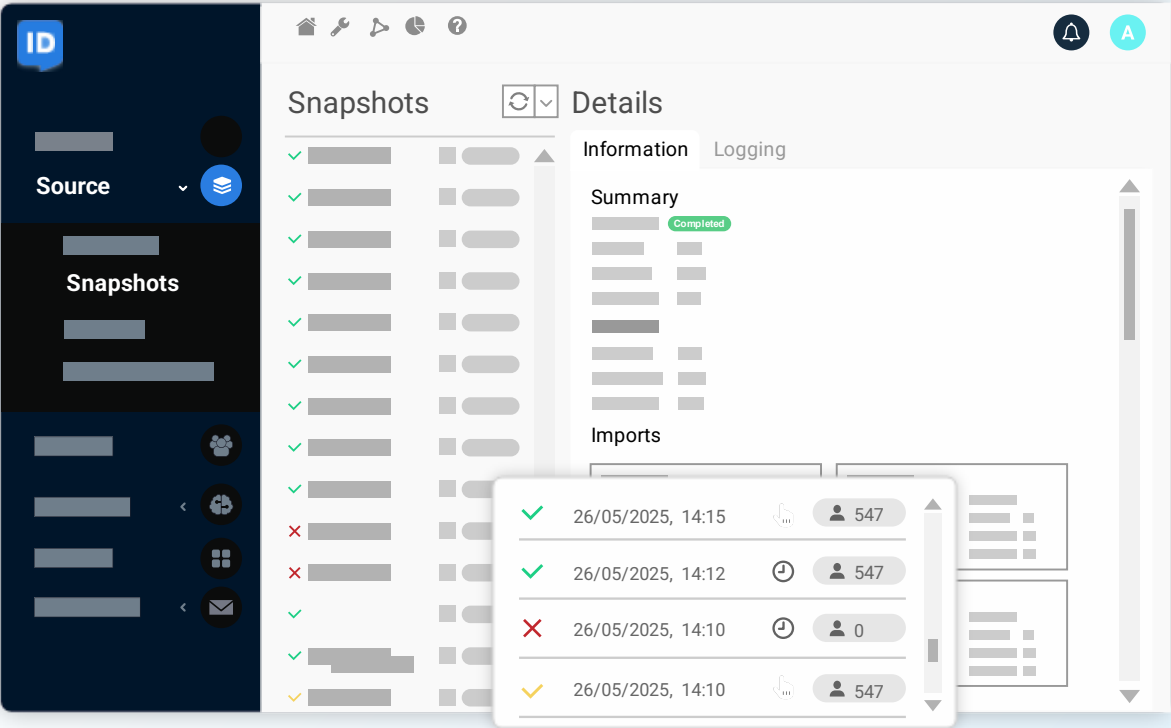 ID
A
Source
Snapshots
Snapshots
Details
Information
Logging
Summary
Completed
Imports
26/05/2025, 14:15 547
26/05/2025, 14:12 547
26/05/2025, 14:10 0
26/05/2025, 14:10 547